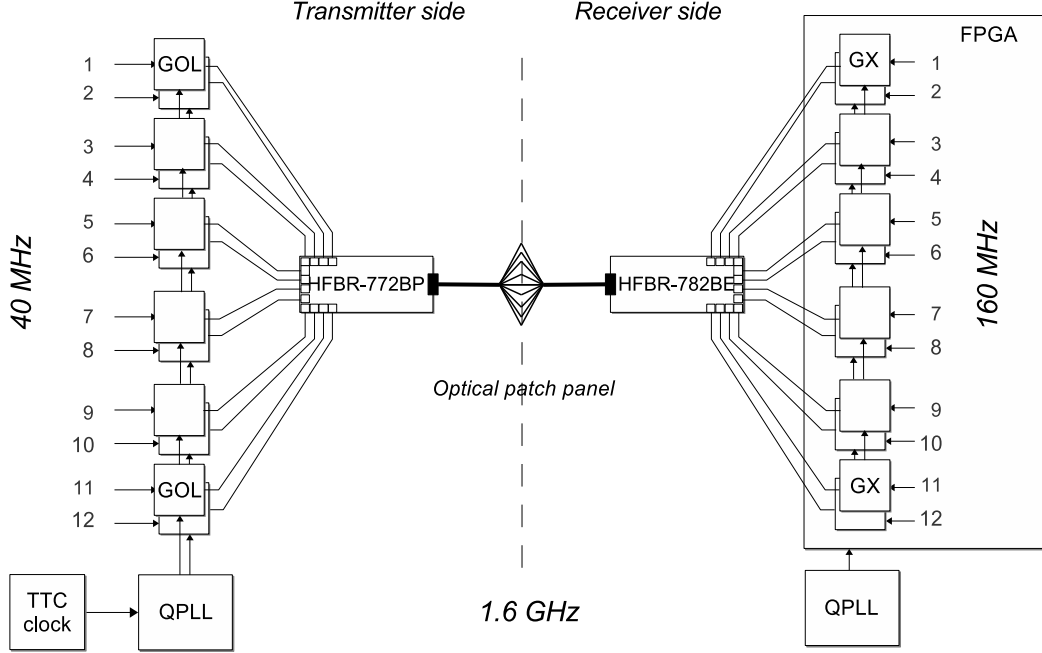 Transmitter side
Receiver side
FPGA
GOL
GX
1
2
3
4
5
6
7
8
9
10
11
12
1
2
3
4
5
6
7
8
9
10
11
12
40 MHz
160 MHz
HFBR-772BP
HFBR-782BE
Optical patch panel
GOL
GX
TTC
clock
QPLL
1.6 GHz
QPLL